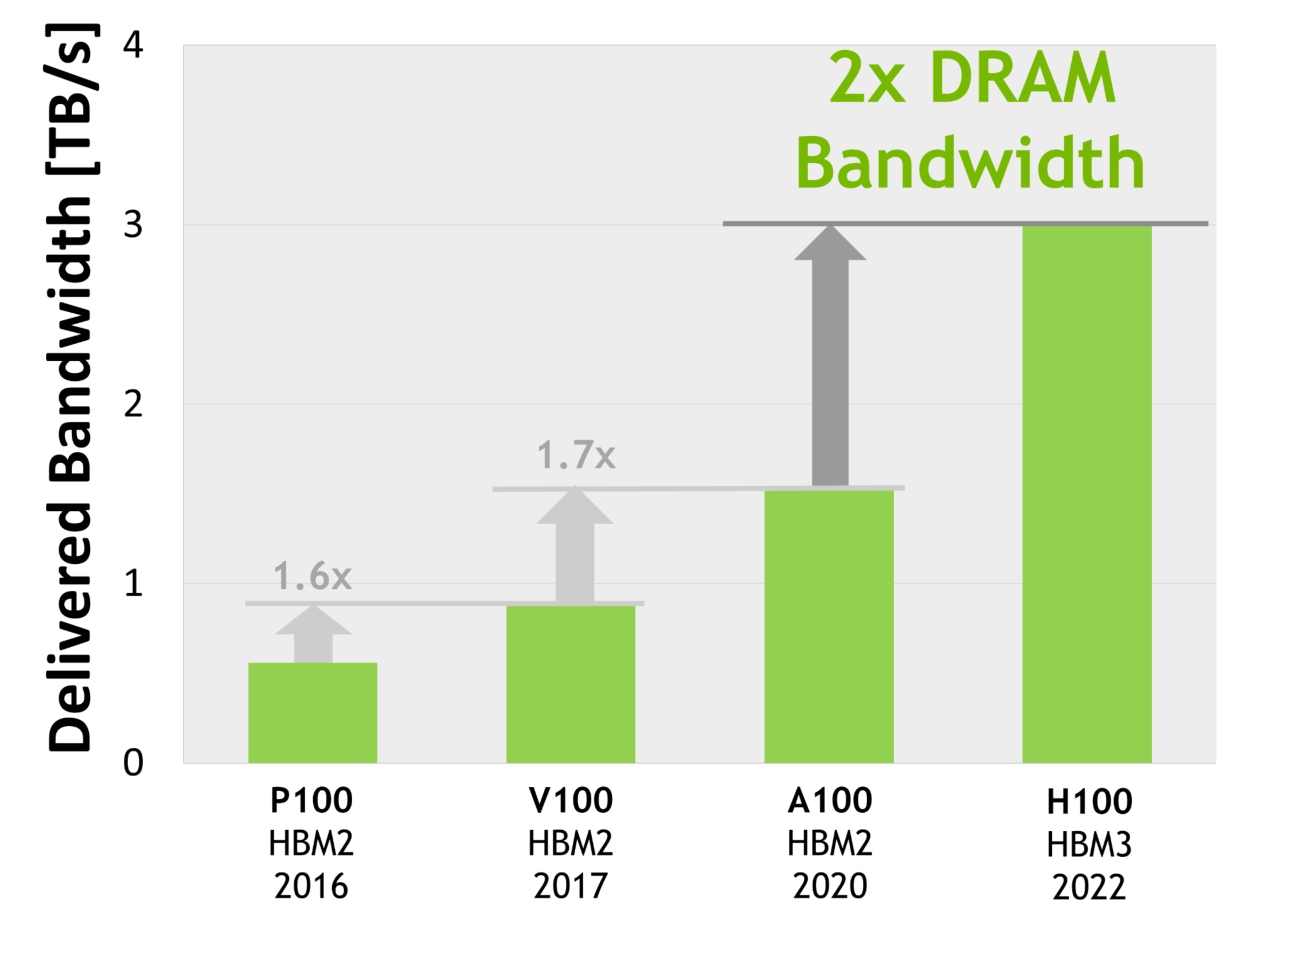 Delivered Bandwidth [TB/s]
4
3
2
1
0
2x DRAM
Bandwidth
1.7x
1.6x
P100
HBM2
2016
V100
HBM2
2017
A100
HBM2
2020
H100
HBM3
2022